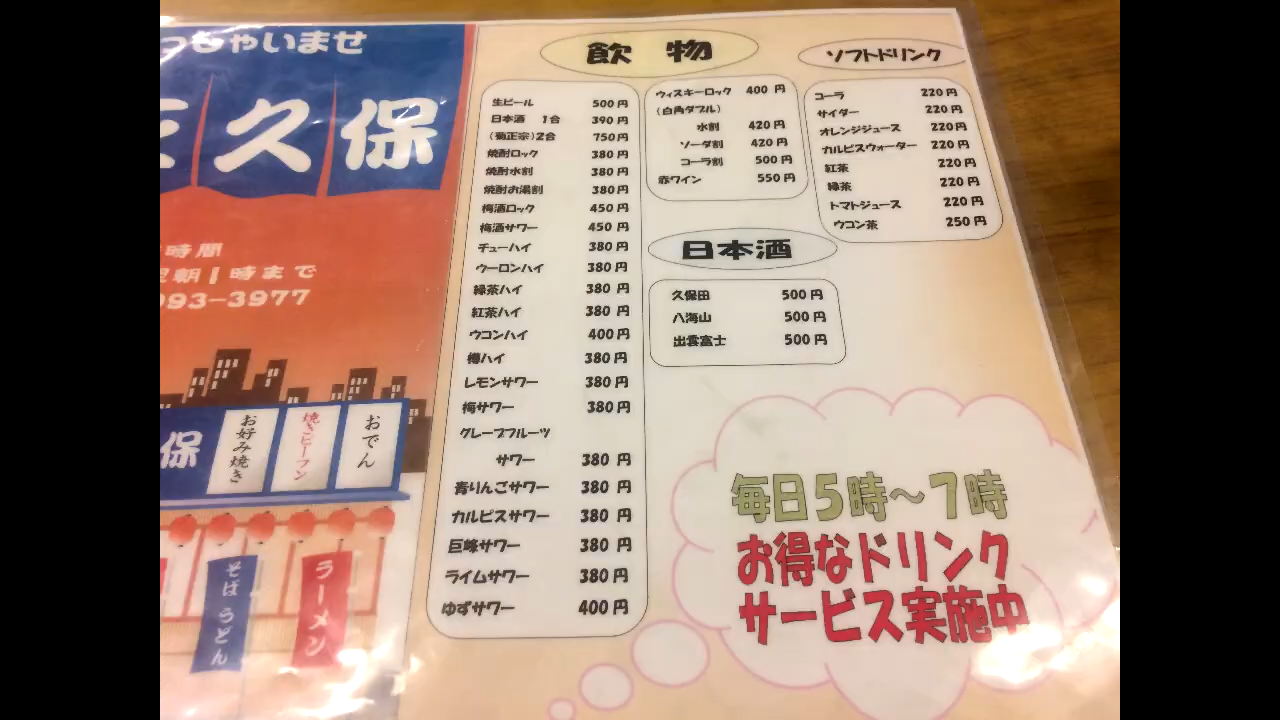 っちゃいませ
久保
時間
朝1時まで
993-3977
保
お好み焼き
焼きビーフン
おでん
そば うどん
ラーメン
飲 物
生ビール 500円
日本酒 1合 390円
(菊正宗)2合 750円
焼酎ロック 380円
焼酎水割 380円
焼酎お湯割 380円
梅酒ロック 450円
梅酒サワー 450円
チューハイ 380円
ウーロンハイ 380円
緑茶ハイ 380円
紅茶ハイ 380円
ウコンハイ 400円
樽ハイ 380円
レモンサワー 380円
梅サワー 380円
グレープフルーツ
サワー 380円
青りんごサワー 380円
カルピスサワー 380円
巨峰サワー 380円
ライムサワー 380円
ゆずサワー 400円
ウィスキーロック 400円
(白角ダブル)
水割 420円
ソーダ割 420円
コーラ割 500円
赤ワイン 550円
日本酒
久保田 500円
八海山 500円
出雲富士 500円
ソフトドリンク
コーラ 220円
サイダー 220円
オレンジジュース 220円
カルピスウォーター 220円
紅茶 220円
緑茶 220円
トマトジュース 220円
ウコン茶 250円
毎日5時～7時
お得なドリンク
サービス実施中